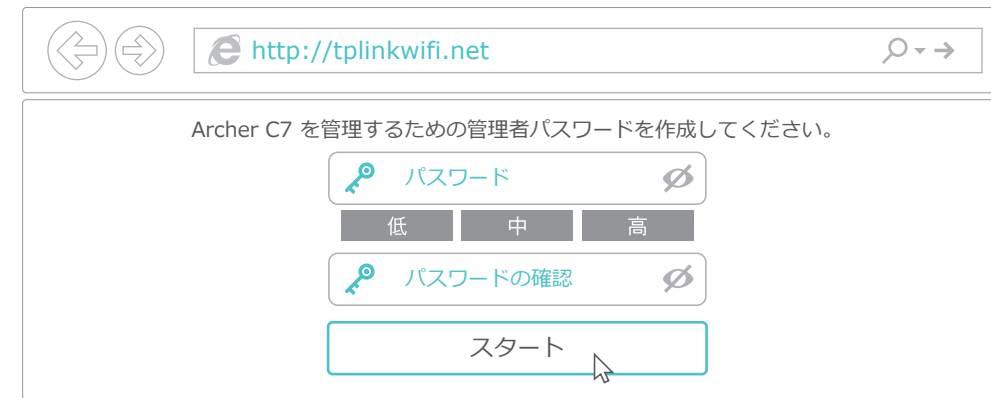 http://tplinkwifi.net
Archer C7 を管理するための管理者パスワードを作成してください。
パスワード
低 中 高
パスワードの確認
スタート